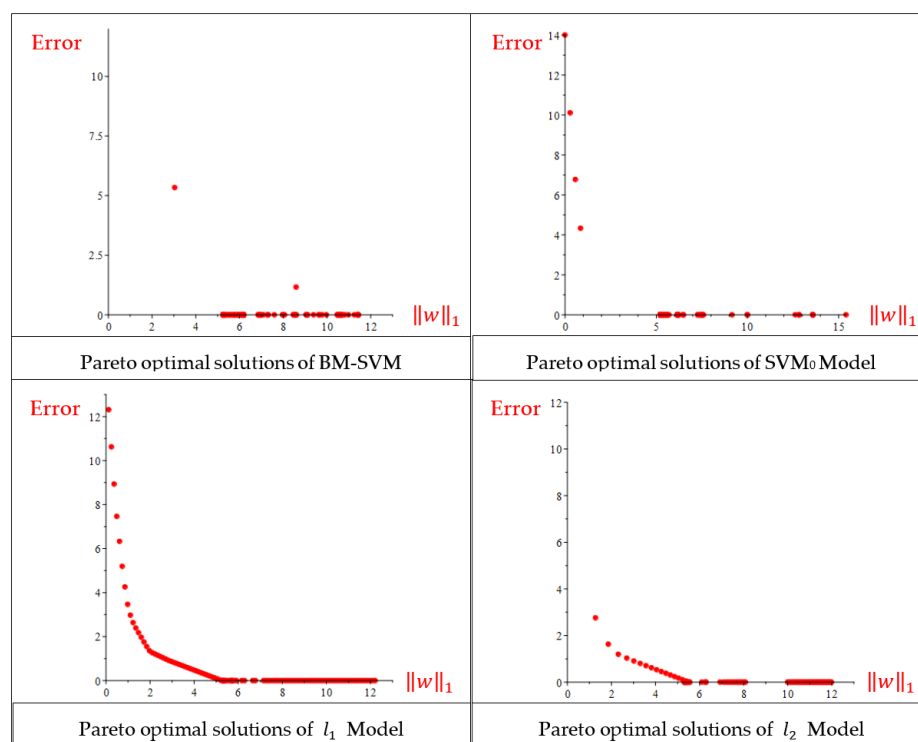 Error
10
7.5
5
2.5
0
0 2 4 6 8 10 12
‖w‖₁
Pareto optimal solutions of BM-SVM
Error
14
12
10
8
6
4
2
0
0 5 10 15
‖w‖₁
Pareto optimal solutions of SVM₀ Model
Error
12
10
8
6
4
2
0
0 2 4 6 8 10 12
‖w‖₁
Pareto optimal solutions of l₁ Model
Error
12
10
8
6
4
2
0
0 2 4 6 8 10 12
‖w‖₁
Pareto optimal solutions of l₂ Model